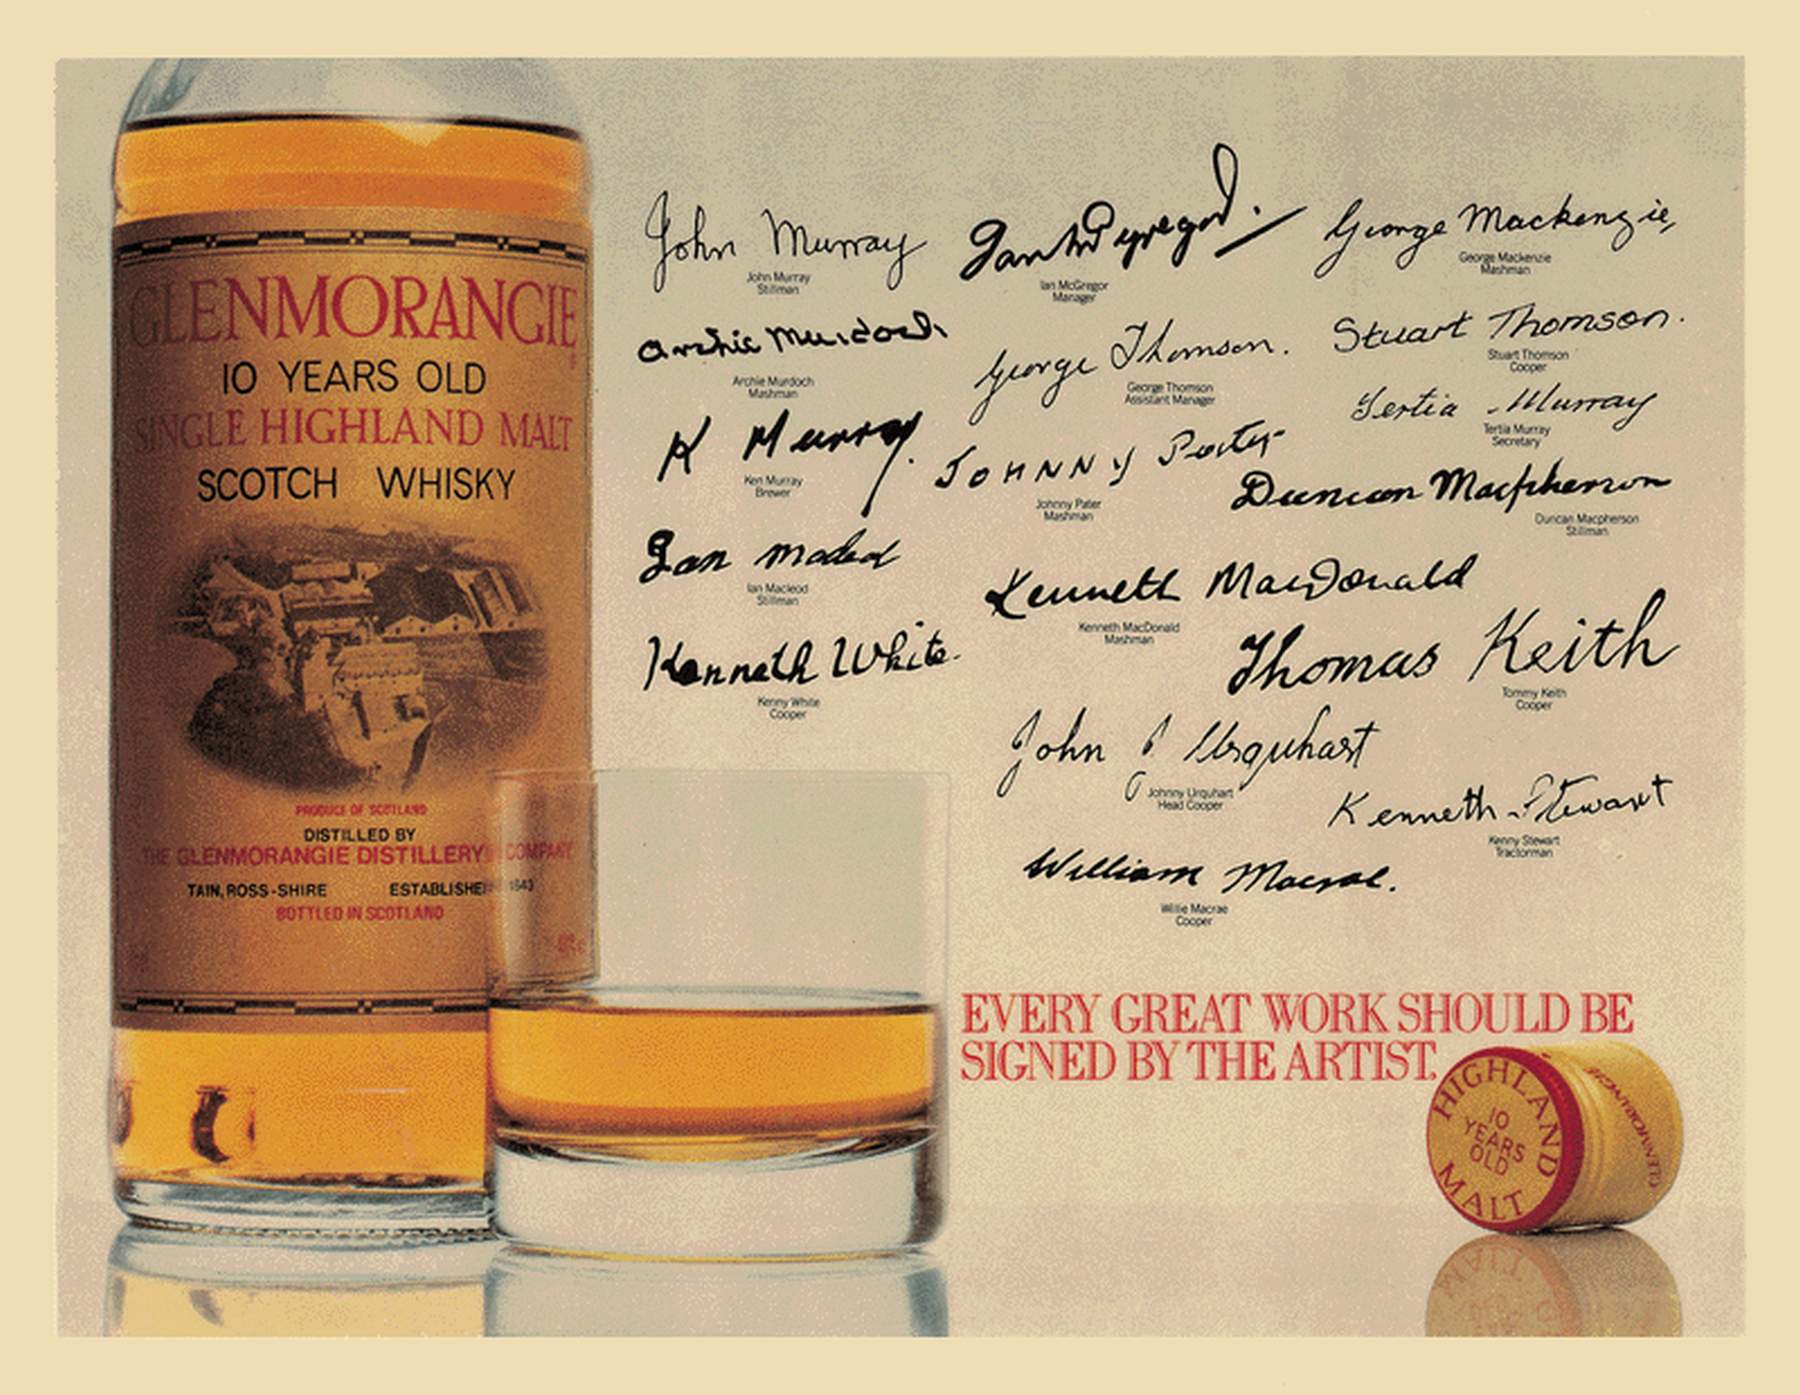 GLENMORANGIE
10 YEARS OLD
SINGLE HIGHLAND MALT
SCOTCH WHISKY
PRODUCE OF SCOTLAND
DISTILLED BY
THE GLENMORANGIE DISTILLERY COMPANY
TAIN, ROSS-SHIRE ESTABLISHED 1843
BOTTLED IN SCOTLAND
John Murray
John Murray
Stillman
Archie Murdoch
Archie Murdoch
Mashman
K Murray.
Ken Murray
Brewer
Ian Macleod
Ian Macleod
Stillman
Kenneth White.
Kenny White
Cooper
Ian McGregor.
Ian McGregor
Manager
George Thomson.
George Thomson
Assistant Manager
JOHNNY
Johnny Pater
Mashman
Kenneth MacDonald
Kenneth MacDonald
Mashman
John P Urquhart
Johnny Urquhart
Head Cooper
William Macrae.
Willie Macrae
Cooper
George Mackenzie,
George Mackenzie
Mashman
Stuart Thomson.
Stuart Thomson
Cooper
Tertia Murray
Tertia Murray
Secretary
Duncan Macpherson
Duncan Macpherson
Stillman
Thomas Keith
Tommy Keith
Cooper
Kenneth Stewart
Kenny Stewart
Tractorman
EVERY GREAT WORK SHOULD BE
SIGNED BY THE ARTIST.
HIGHLAND
10
YEARS
OLD
MALT
GLENMORANGIE